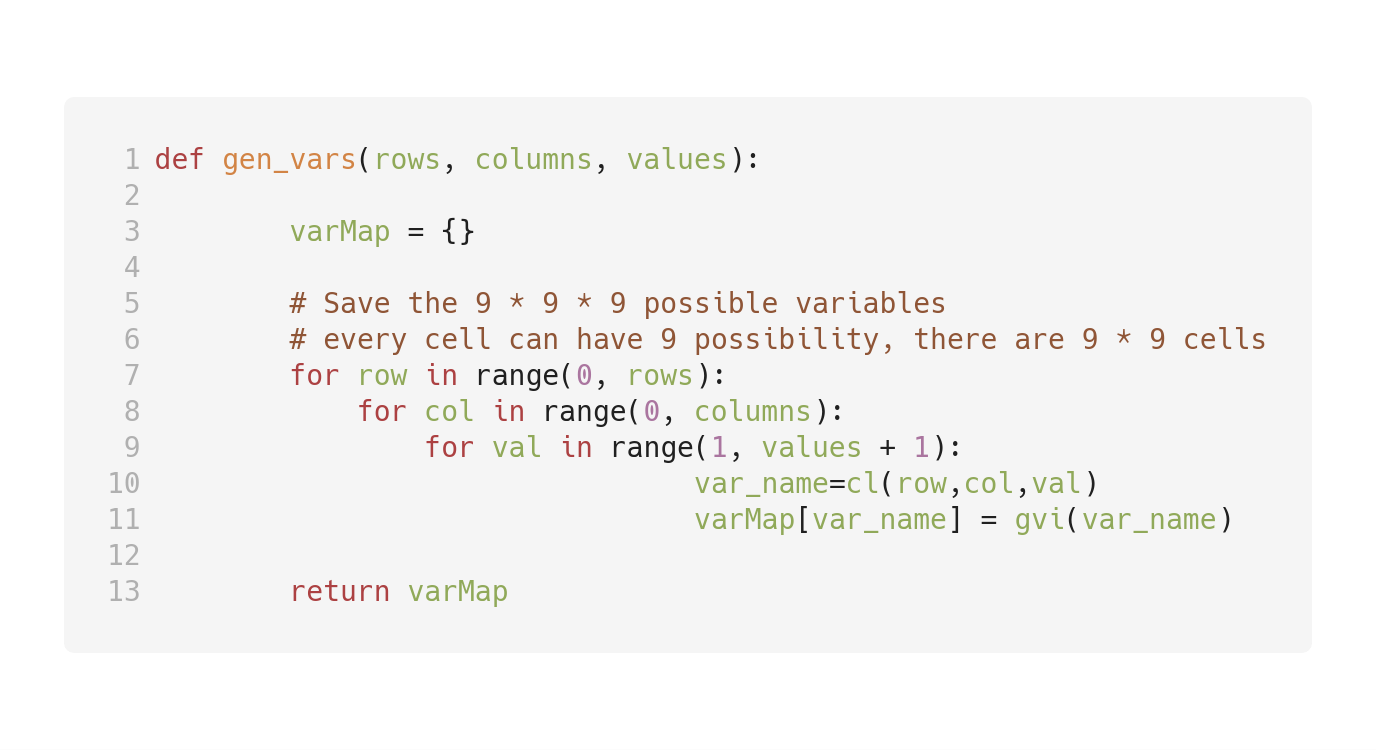 1 def gen_vars(rows, columns, values):
2
3         varMap = {}
4
5         # Save the 9 * 9 * 9 possible variables
6         # every cell can have 9 possibility, there are 9 * 9 cells
7         for row in range(0, rows):
8             for col in range(0, columns):
9                 for val in range(1, values + 1):
10                                 var_name=cl(row,col,val)
11                                 varMap[var_name] = gvi(var_name)
12
13         return varMap